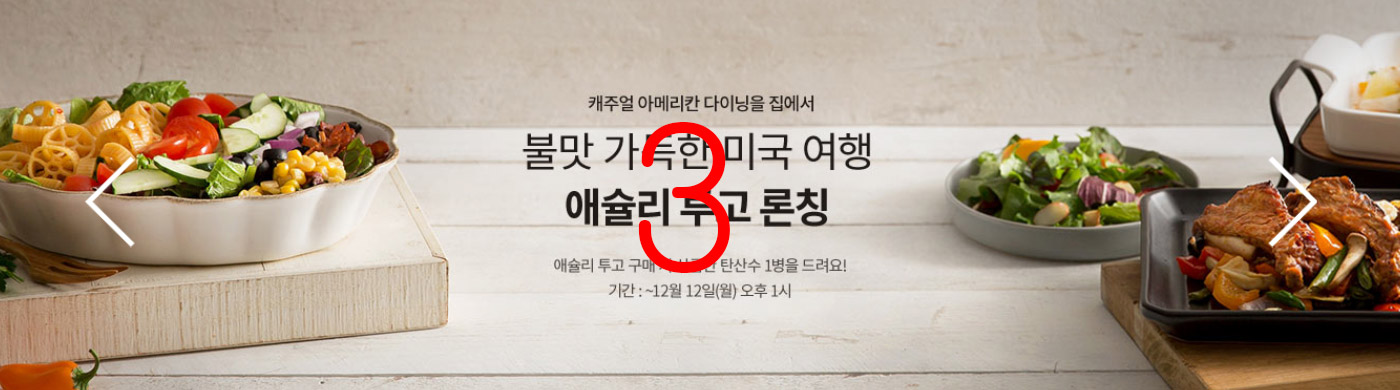 캐주얼 아메리칸 다이닝을 집에서
불맛 가득한 미국 여행
애슐리 투고 론칭
3
애슐리 투고 구매 탄산수 1병을 드려요!
기간 : ~12월 12일(월) 오후 1시